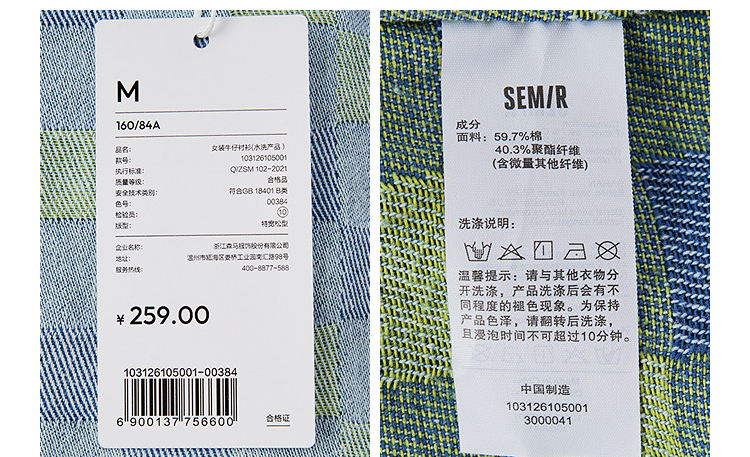 M
160/84A
品名: 女装牛仔衬衫(水洗产品)
款号: 103126105001
执行标准: Q/ZSM 102-2021
质量等级: 合格品
安全技术类别: 符合GB 18401 B类
色号: 00384
检验员: 10
版型: 特宽松型
企业名称: 浙江森马服饰股份有限公司
地址: 温州市瓯海区娄桥工业园南汇路98号
服务热线: 400-8877-588
¥ 259.00
103126105001-00384
6 900137 756600
合格证
SEMIR
成分
面料: 59.7%棉
40.3%聚酯纤维
(含微量其他纤维)
洗涤说明:
温馨提示: 请与其他衣物分
开洗涤, 产品洗涤后会有不
同程度的褪色现象。为保持
产品色泽, 请翻转后洗涤,
且浸泡时间不可超过10分钟。
中国制造
103126105001
3000041